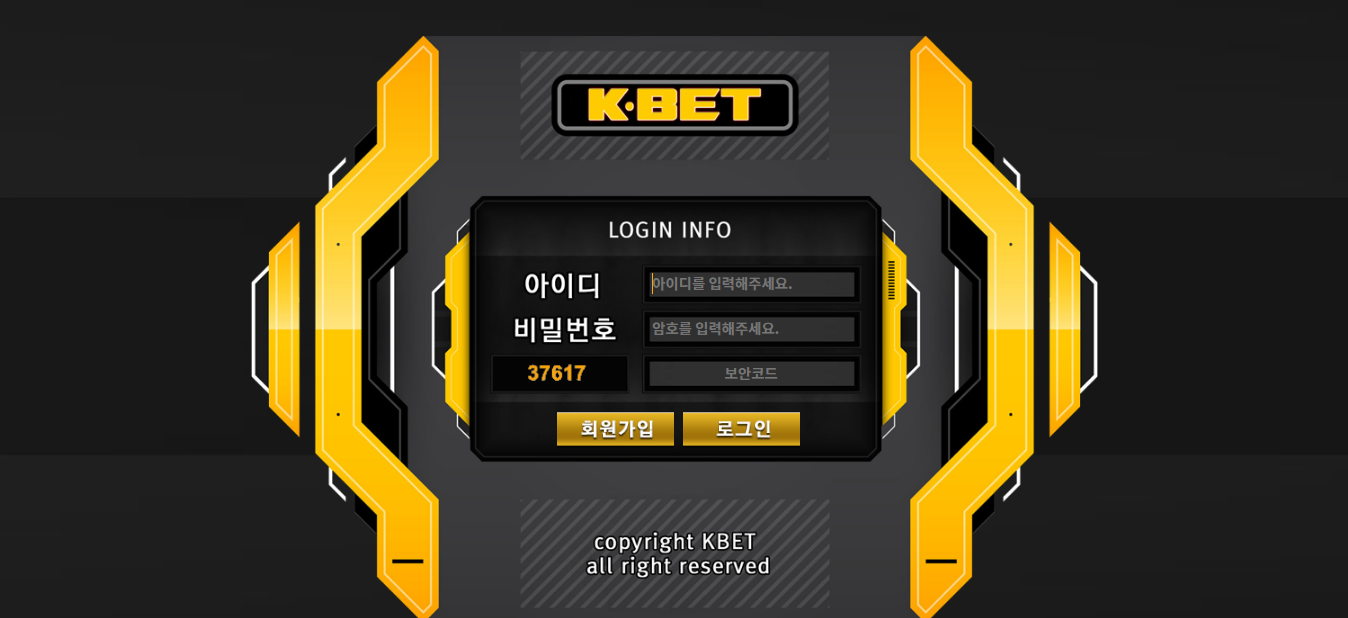 K·BET
LOGIN INFO
아이디 아이디를 입력해주세요.
비밀번호 암호를 입력해주세요.
37617 보안코드
회원가입 로그인
copyright KBET
all right reserved